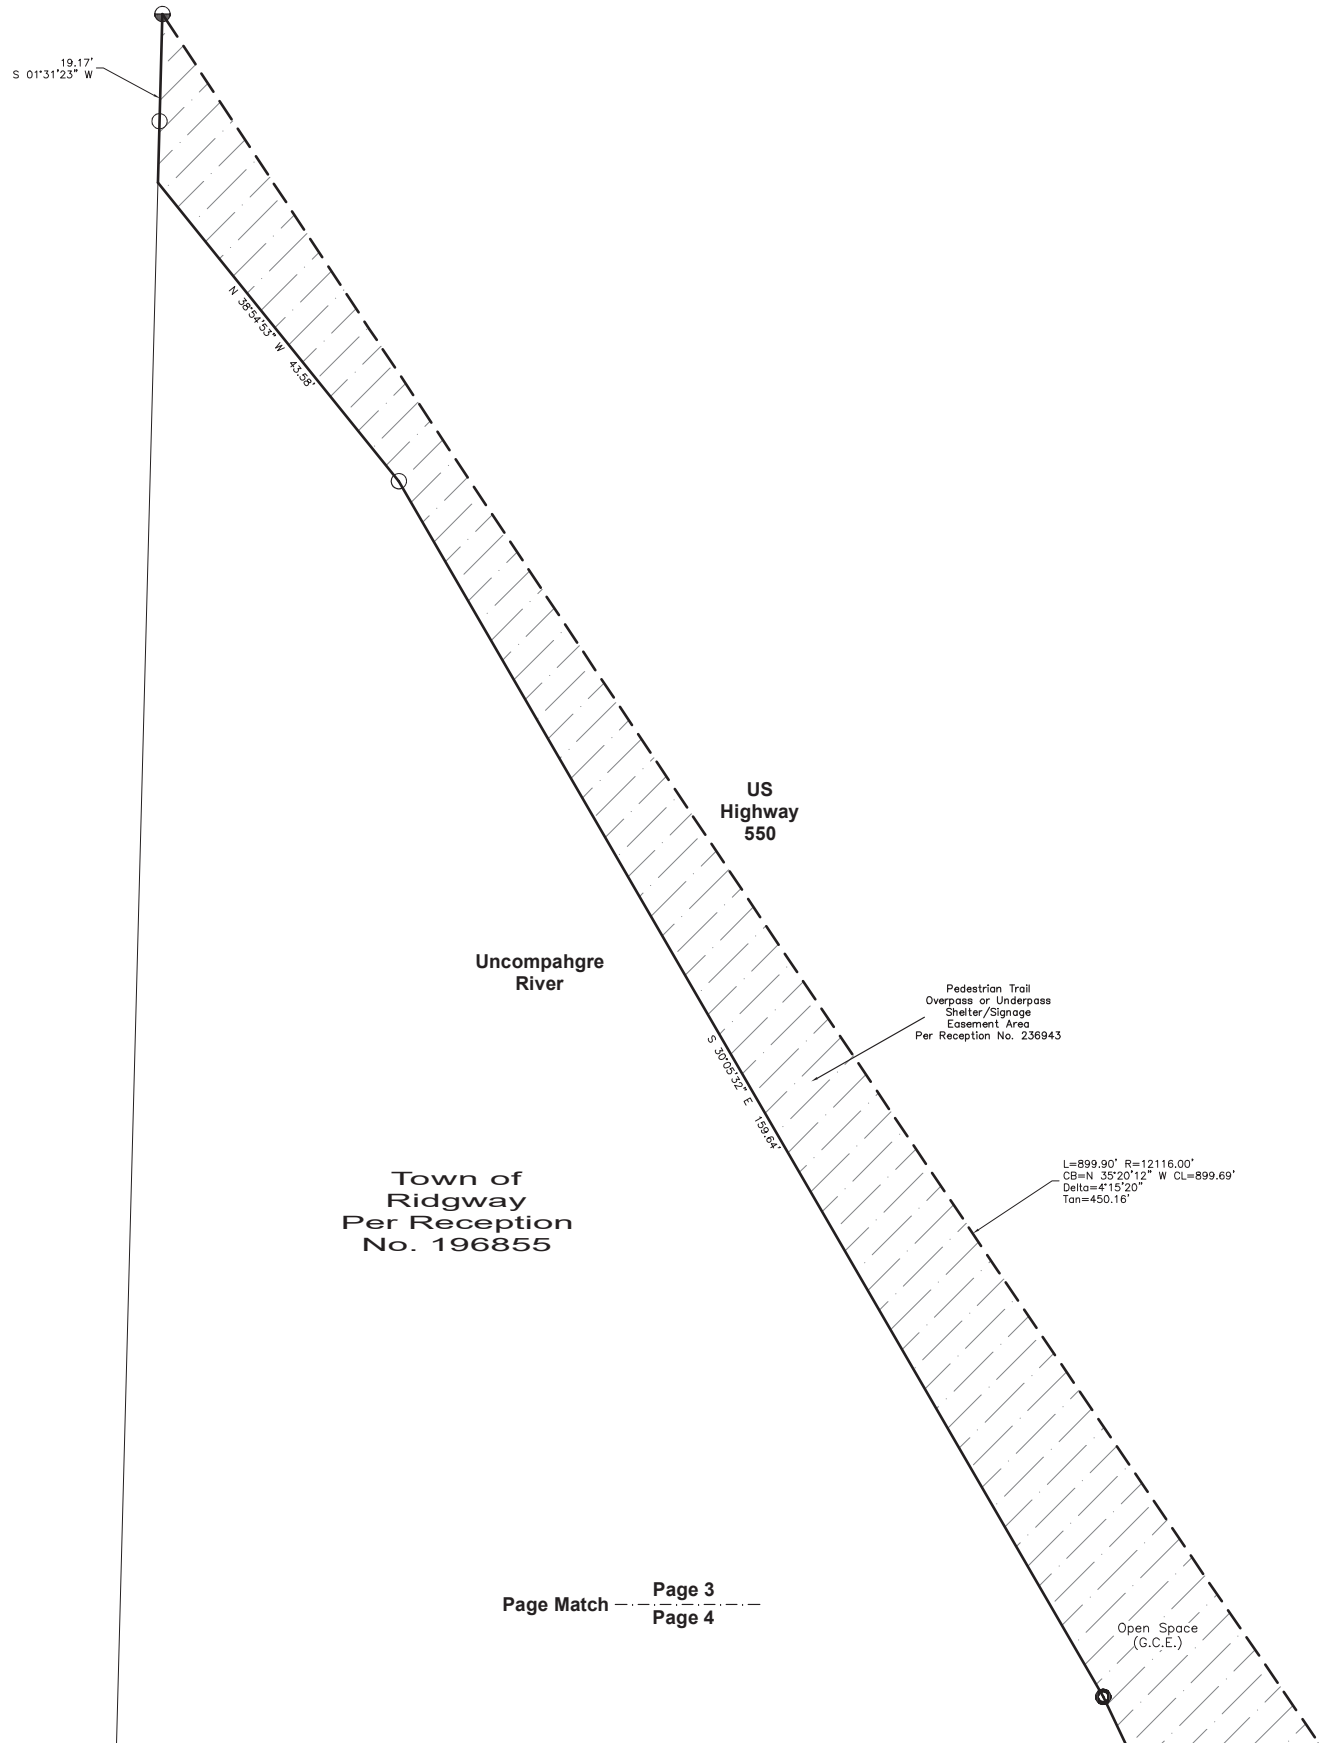 19.17'
S 01°31'23" W
N 38°54'53" W 43.58'
US
Highway
550
Uncompahgre
River
Pedestrian Trail
Overpass or Underpass
Shelter/Signage
Easement Area
Per Reception No. 236943
S 30°05'32" E 159.64'
L=899.90' R=12116.00'
CB=N 35°20'12" W CL=899.69'
Delta=4°15'20"
Tan=450.16'
Town of
Ridgway
Per Reception
No. 196855
Page 3
Page Match
Page 4
Open Space
(G.C.E.)